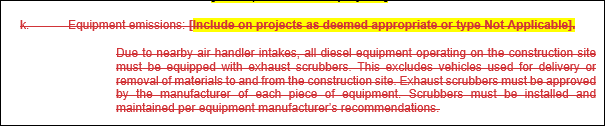 k. Equipment emissions: [Include on projects as deemed appropriate or type Not Applicable].
Due to nearby air handler intakes, all diesel equipment operating on the construction site
must be equipped with exhaust scrubbers. This excludes vehicles used for delivery or
removal of materials to and from the construction site. Exhaust scrubbers must be approved
by the manufacturer of each piece of equipment. Scrubbers must be installed and
maintained per equipment manufacturer's recommendations.